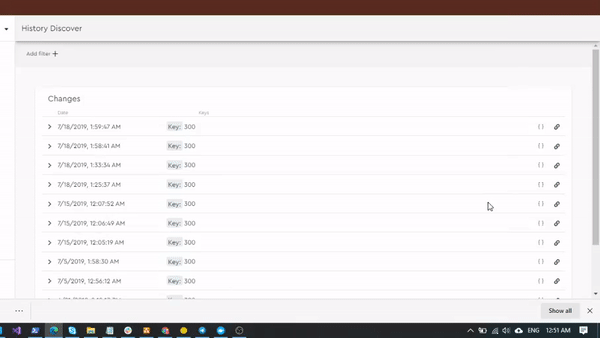 History Discover
Add filter +
Changes
Date Keys
7/18/2019, 1:59:47 AM Key: 300 { }
7/18/2019, 1:58:41 AM Key: 300 { }
7/18/2019, 1:33:34 AM Key: 300 { }
7/18/2019, 1:25:37 AM Key: 300 { }
7/15/2019, 12:07:52 AM Key: 300 { }
7/15/2019, 12:06:49 AM Key: 300 { }
7/15/2019, 12:05:19 AM Key: 300 { }
7/5/2019, 1:58:30 AM Key: 300 { }
7/5/2019, 12:56:12 AM Key: 300 { }
Show all
ENG 12:51 AM